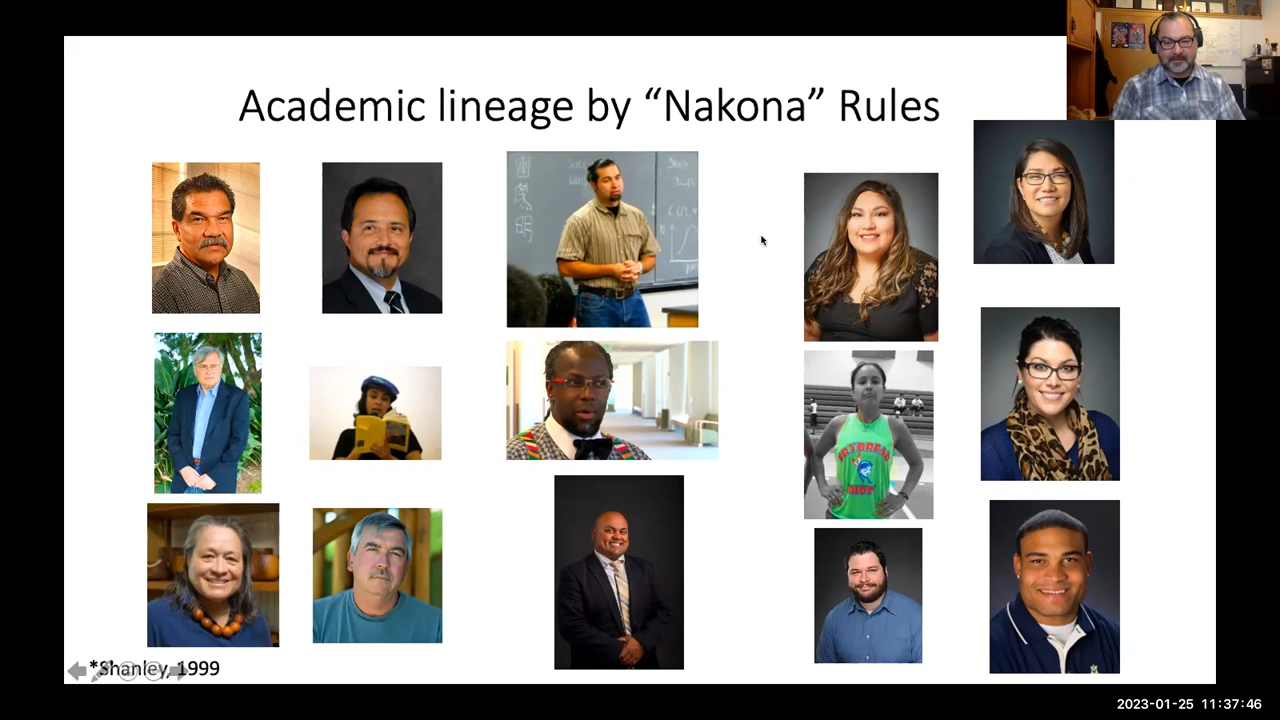 Academic lineage by “Nakona” Rules
*Shanley, 1999
2023-01-25 11:37:46